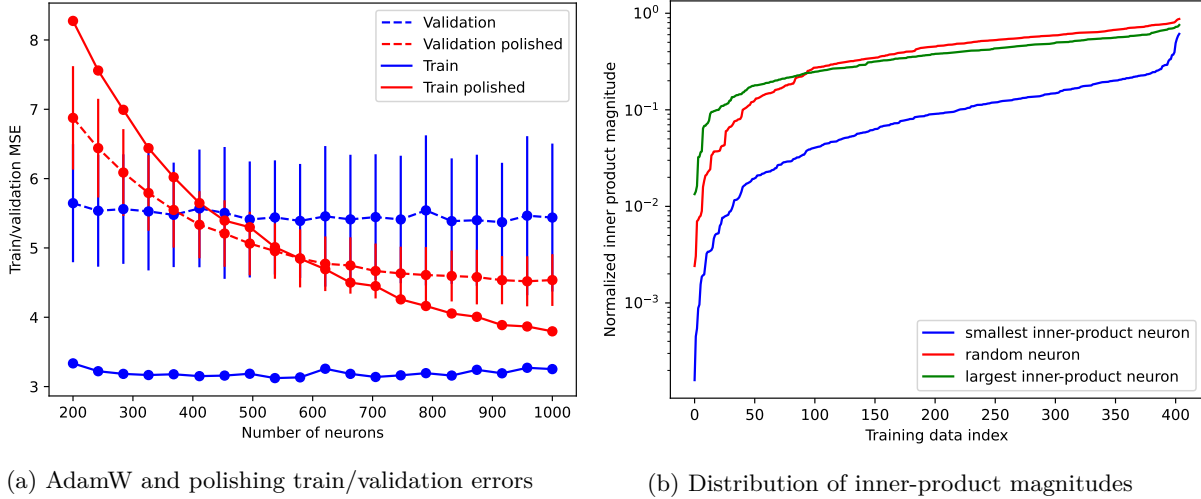 Train/validation MSE
8
7
6
5
4
3
Validation
Validation polished
Train
Train polished
200 300 400 500 600 700 800 900 1000
Number of neurons
(a) AdamW and polishing train/validation errors
Normalized inner product magnitude
10⁰
10⁻¹
10⁻²
10⁻³
smallest inner-product neuron
random neuron
largest inner-product neuron
0 50 100 150 200 250 300 350 400
Training data index
(b) Distribution of inner-product magnitudes